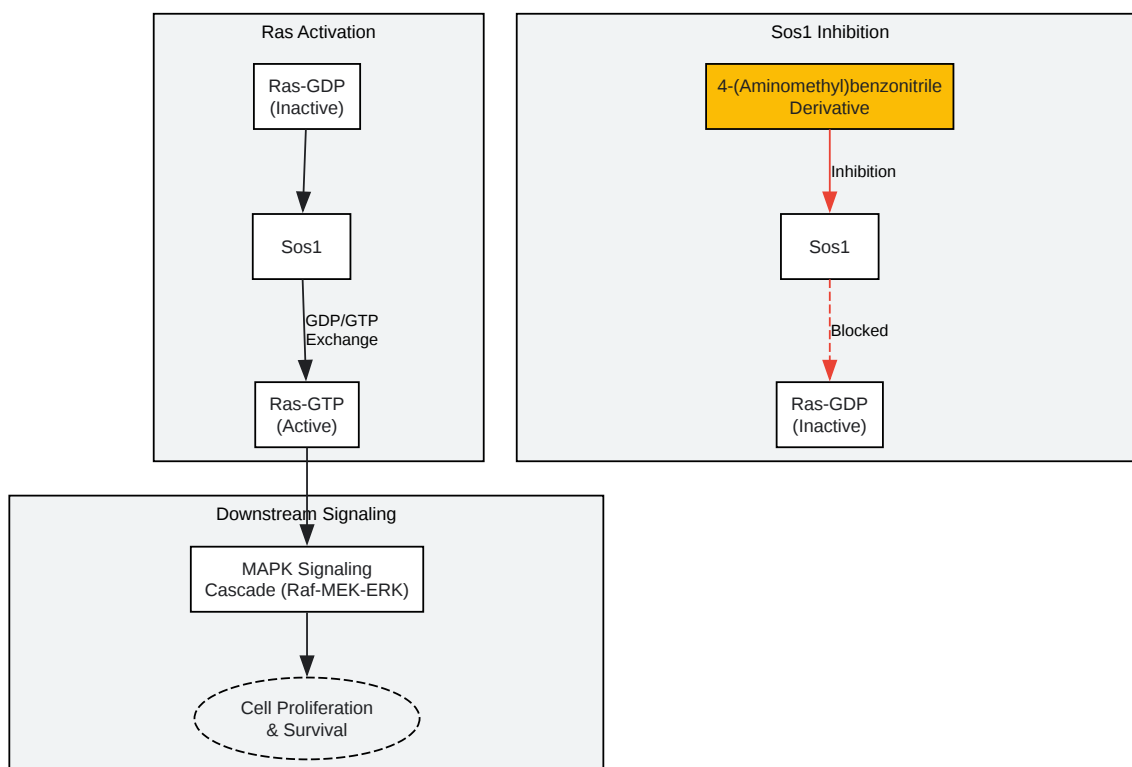 Ras Activation
Ras-GDP
(Inactive)
Sos1
GDP/GTP
Exchange
Ras-GTP
(Active)
Sos1 Inhibition
4-(Aminomethyl)benzonitrile
Derivative
Inhibition
Sos1
Blocked
Ras-GDP
(Inactive)
Downstream Signaling
MAPK Signaling
Cascade (Raf-MEK-ERK)
Cell Proliferation
& Survival